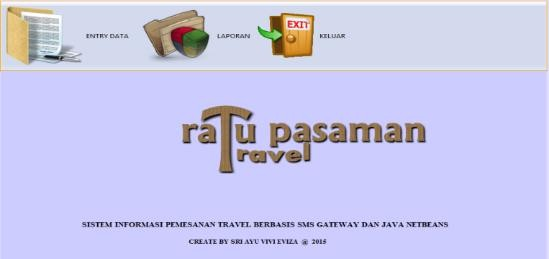 ENTRY DATA
LAPORAN
EXIT
KELUAR
raTu pasaman
Travel
SISTEM INFORMASI PEMESANAN TRAVEL BERBASIS SMS GATEWAY DAN JAVA NETBEANS
CREATE BY SRI AYU VIVI EVIZA @ 2015